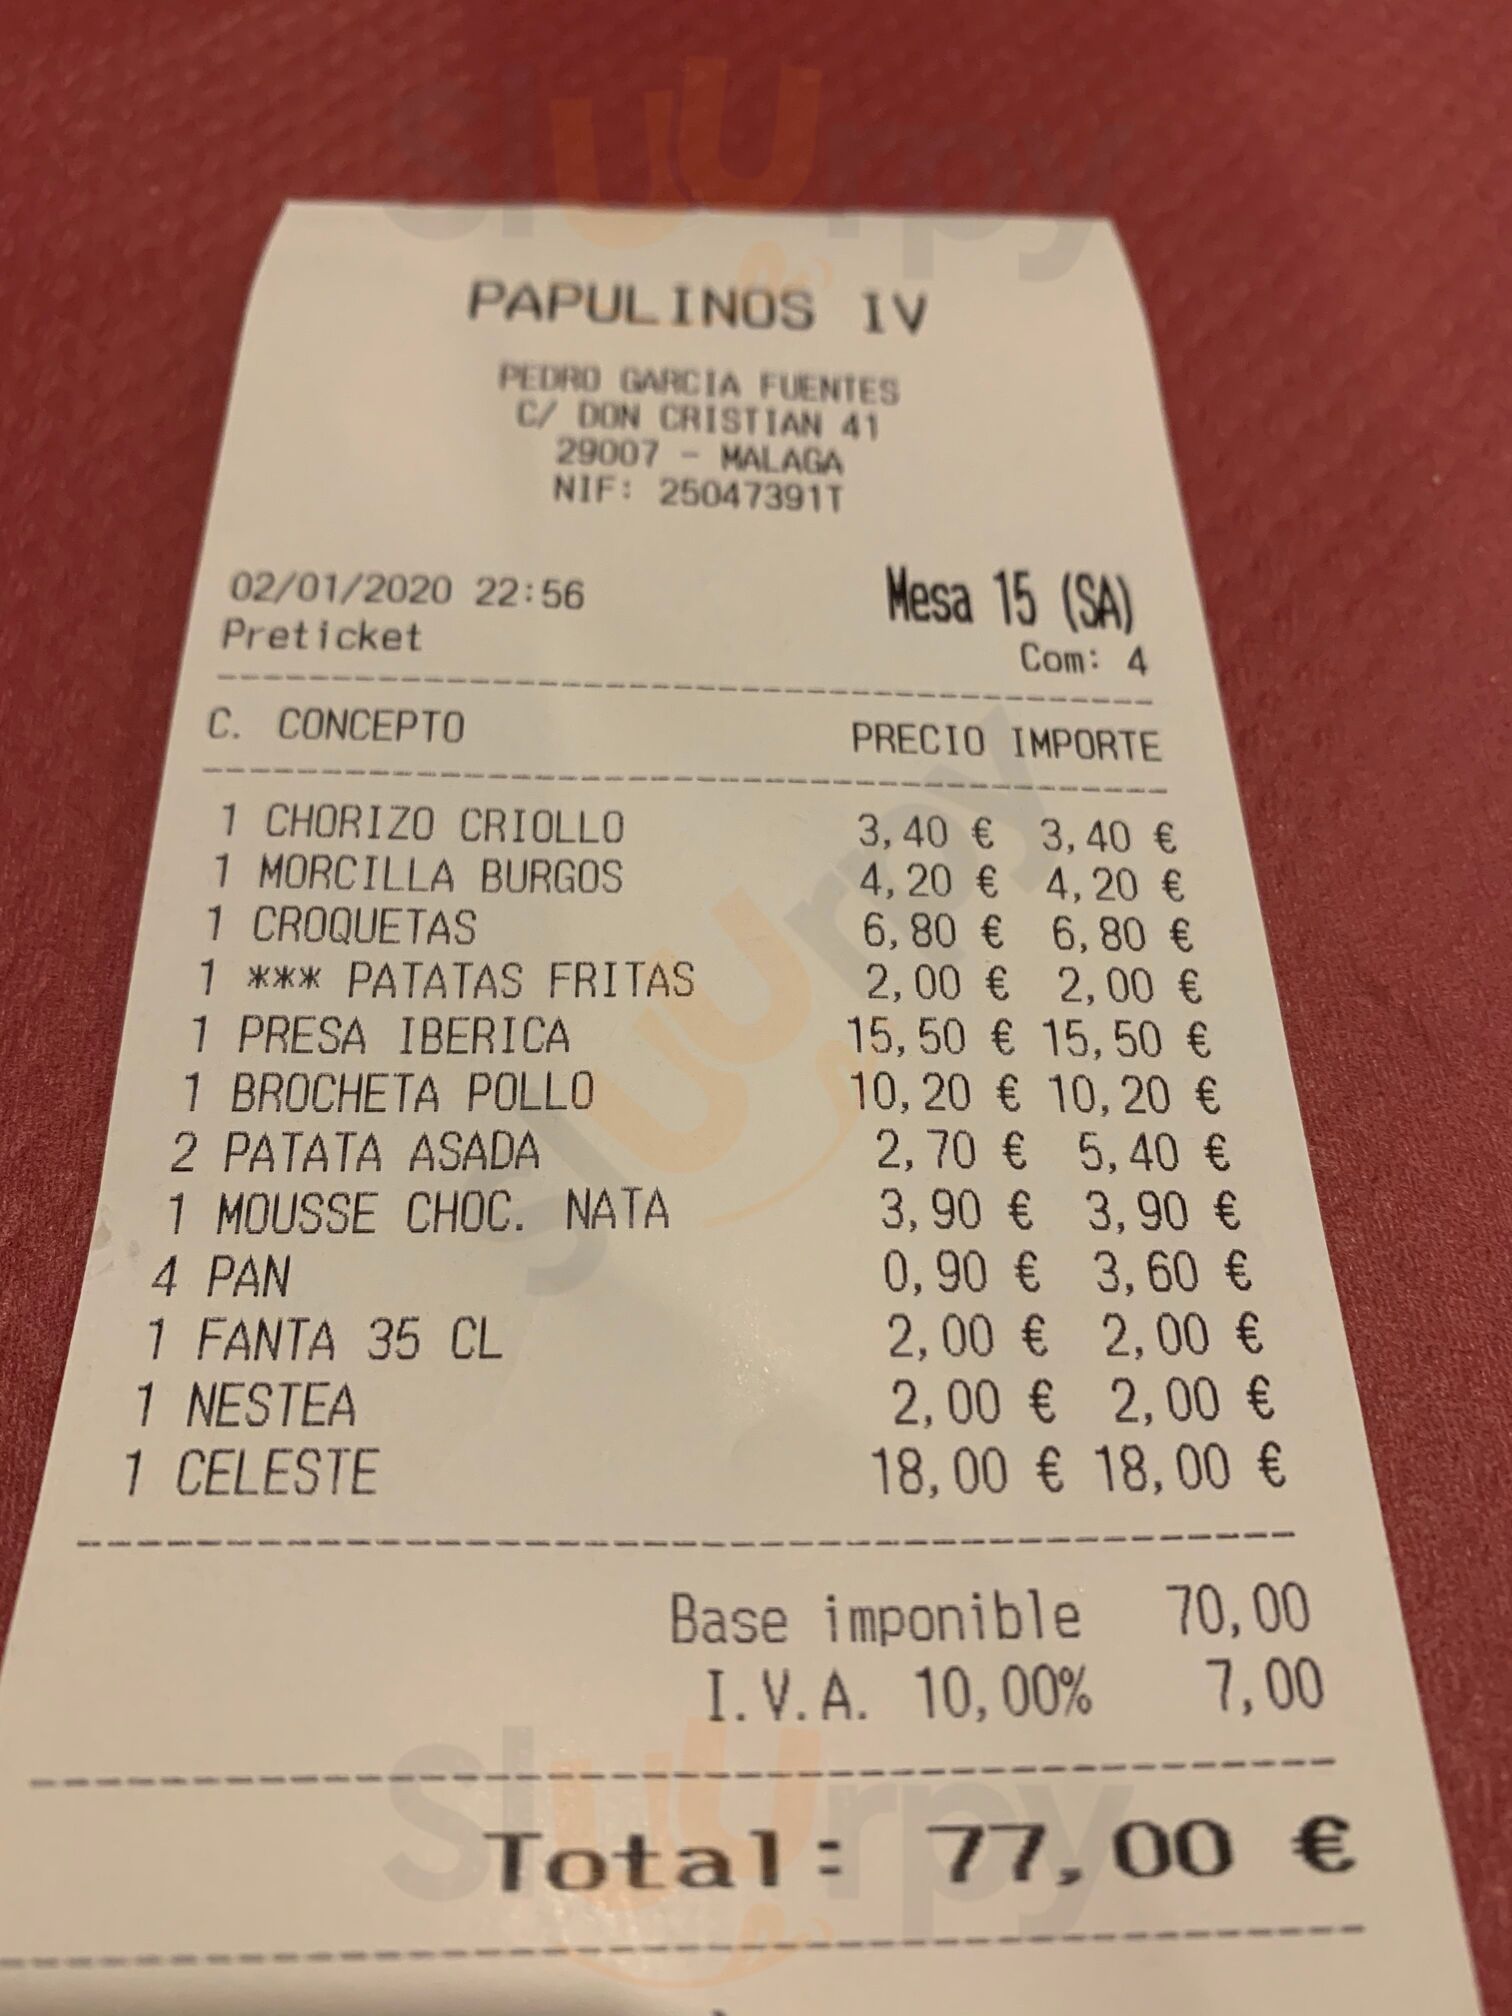 PAPULINOS IV
PEDRO GARCIA FUENTES
C/ DON CRISTIAN 41
29007 - MALAGA
NIF: 25047391T
02/01/2020 22:56 Mesa 15 (SA)
Preticket Com: 4
C. CONCEPTO PRECIO IMPORTE
1 CHORIZO CRIOLLO 3,40 € 3,40 €
1 MORCILLA BURGOS 4,20 € 4,20 €
1 CROQUETAS 6,80 € 6,80 €
1 *** PATATAS FRITAS 2,00 € 2,00 €
1 PRESA IBERICA 15,50 € 15,50 €
1 BROCHETA POLLO 10,20 € 10,20 €
2 PATATA ASADA 2,70 € 5,40 €
1 MOUSSE CHOC. NATA 3,90 € 3,90 €
4 PAN 0,90 € 3,60 €
1 FANTA 35 CL 2,00 € 2,00 €
1 NESTEA 2,00 € 2,00 €
1 CELESTE 18,00 € 18,00 €
Base imponible 70,00
I.V.A. 10,00% 7,00
Total: 77,00 €
sluurpy
sluurpy
sluurpy